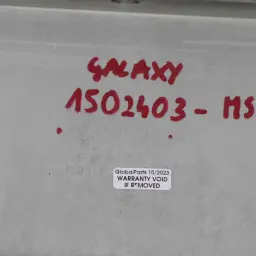 GALAXY
1502403-MS
GlobalParts 10/2023
WARRANTY VOID
IF REMOVED